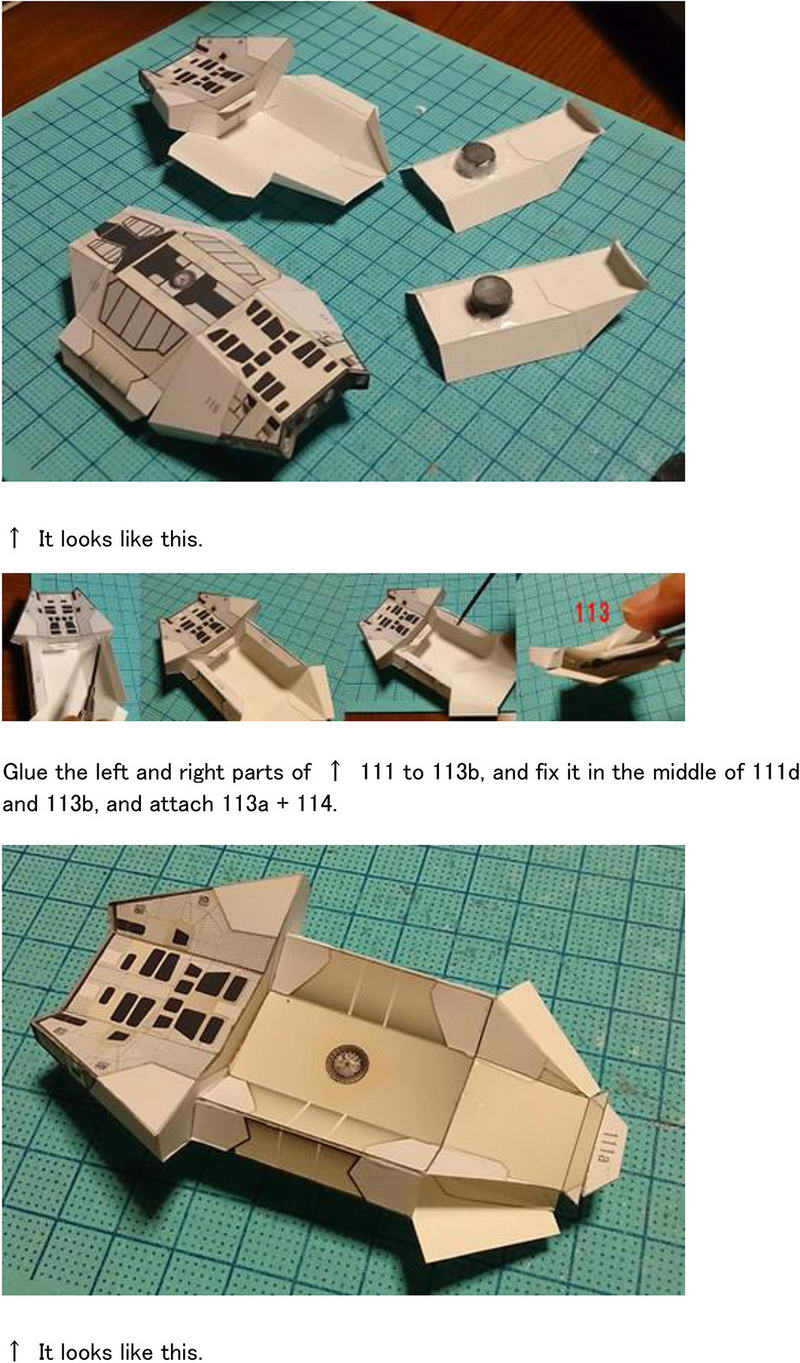 116
↑ It looks like this.
113
Glue the left and right parts of ↑ 111 to 113b, and fix it in the middle of 111d
and 113b, and attach 113a + 114.
111a
↑ It looks like this.